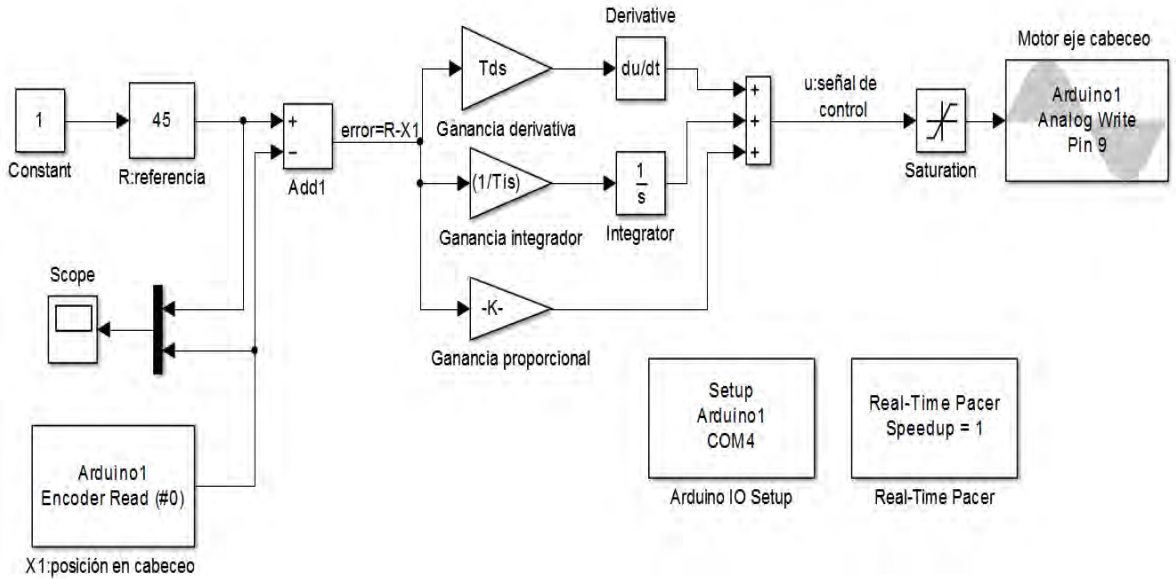 Derivative
Tds
du/dt
Ganancia derivativa
Motor eje cabeceo
Arduino1
Analog Write
Pin 9
1
Constant
45
R:referencia
+
−
Add1
error=R-X1
+
+
+
u:señal de
control
Saturation
(1/Tis)
Ganancia integrador
1
s
Integrator
Scope
-K-
Ganancia proporcional
Setup
Arduino1
COM4
Arduino IO Setup
Real-Time Pacer
Speedup = 1
Real-Time Pacer
Arduino1
Encoder Read (#0)
X1:posición en cabeceo